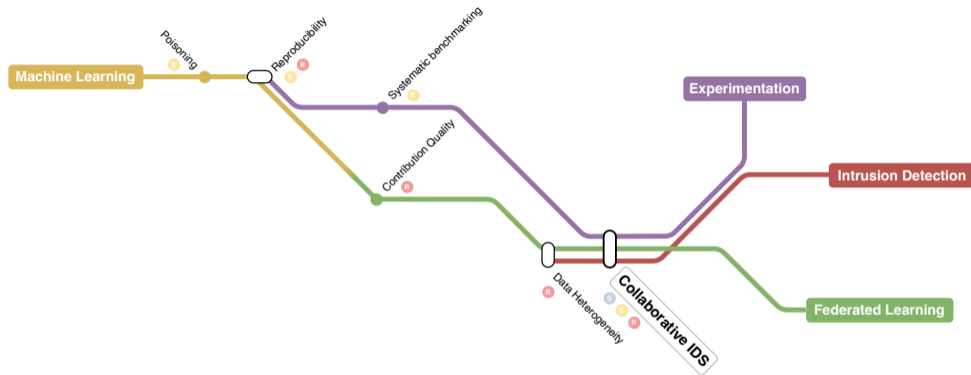 Poisoning
Reproducibility
R
Systematic benchmarking
Machine Learning
Experimentation
Contribution Quality
R
Intrusion Detection
Data Heterogeneity
R
Collaborative IDS
R
Federated Learning